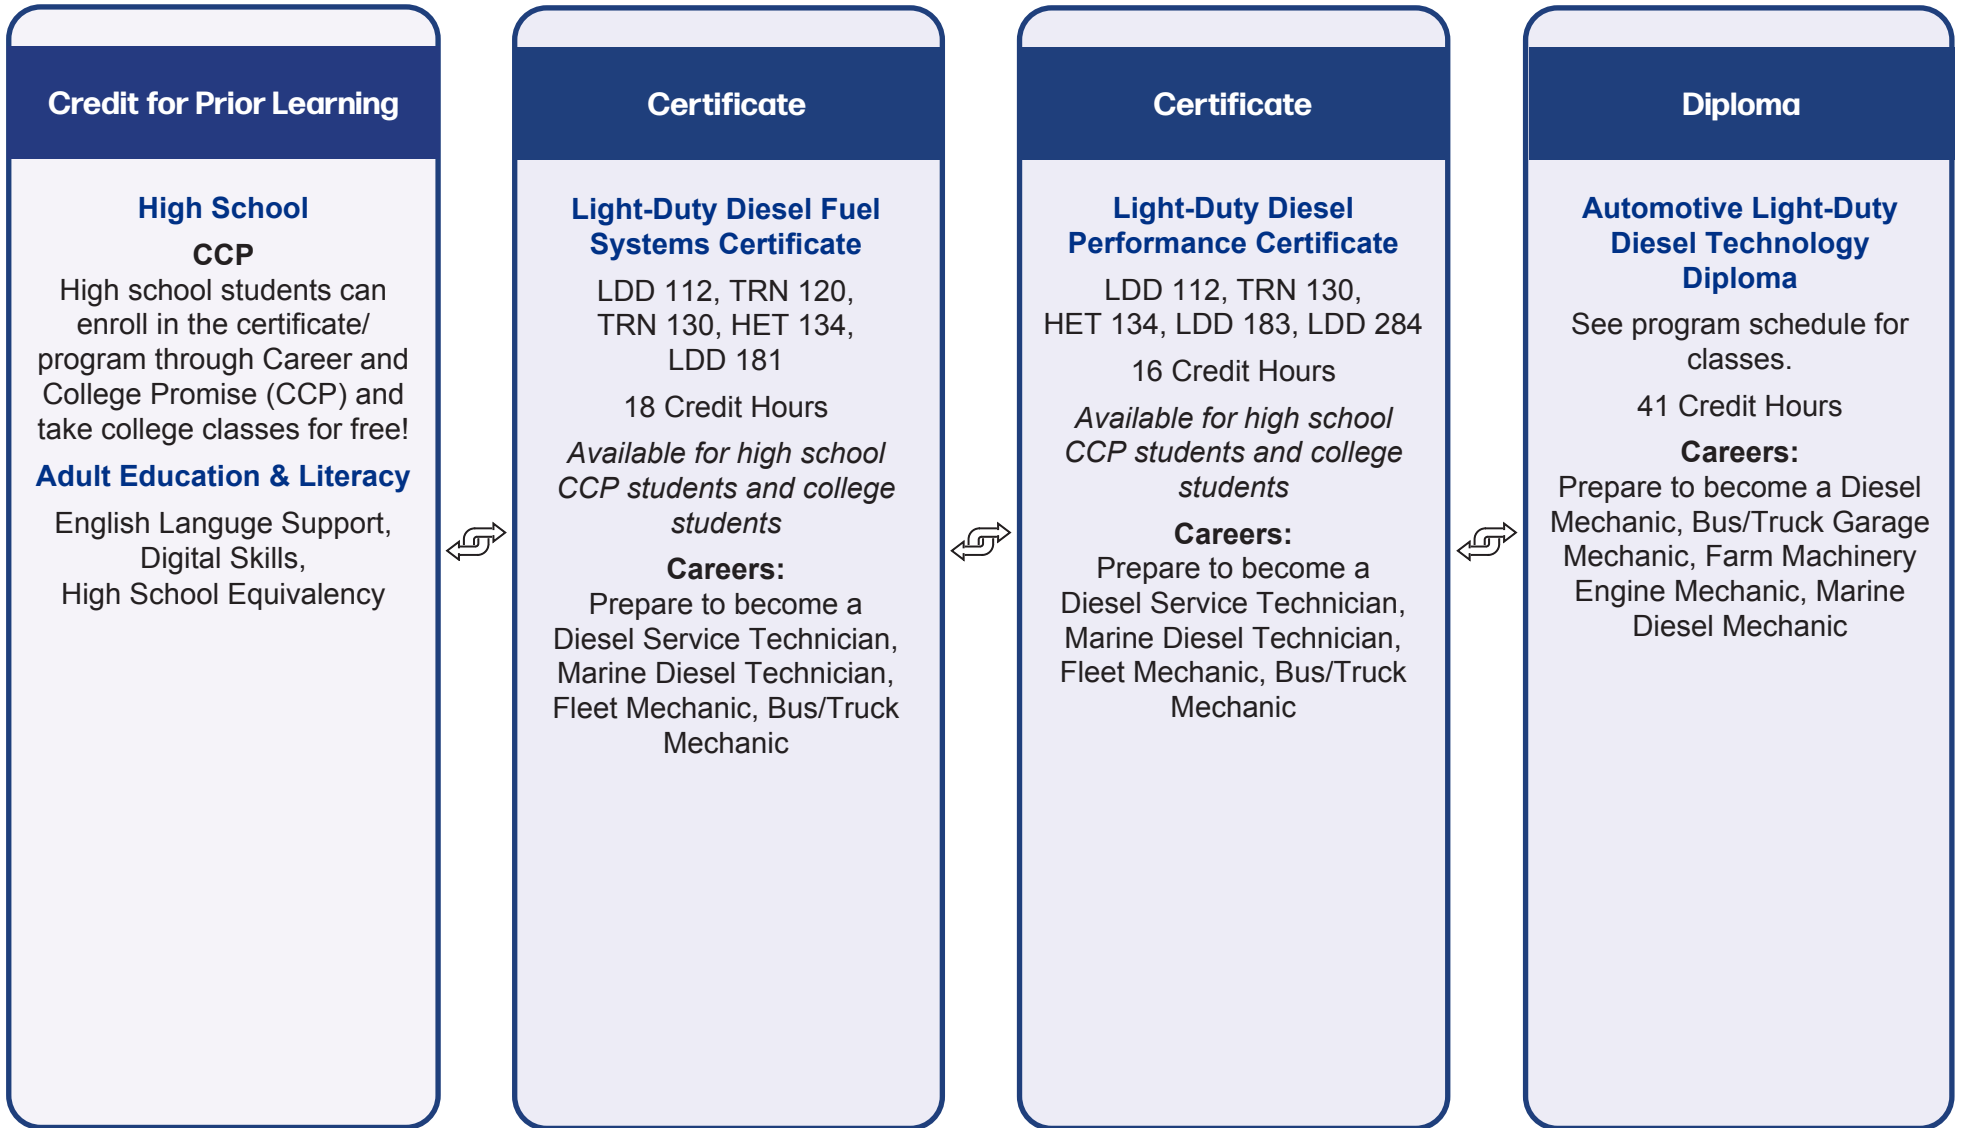 Credit for Prior Learning
High School
CCP
High school students can
enroll in the certificate/
program through Career and
College Promise (CCP) and
take college classes for free!
Adult Education & Literacy
English Languge Support,
Digital Skills,
High School Equivalency
Certificate
Light-Duty Diesel Fuel
Systems Certificate
LDD 112, TRN 120,
TRN 130, HET 134,
LDD 181
18 Credit Hours
Available for high school
CCP students and college
students
Careers:
Prepare to become a
Diesel Service Technician,
Marine Diesel Technician,
Fleet Mechanic, Bus/Truck
Mechanic
Certificate
Light-Duty Diesel
Performance Certificate
LDD 112, TRN 130,
HET 134, LDD 183, LDD 284
16 Credit Hours
Available for high school
CCP students and college
students
Careers:
Prepare to become a
Diesel Service Technician,
Marine Diesel Technician,
Fleet Mechanic, Bus/Truck
Mechanic
Diploma
Automotive Light-Duty
Diesel Technology
Diploma
See program schedule for
classes.
41 Credit Hours
Careers:
Prepare to become a Diesel
Mechanic, Bus/Truck Garage
Mechanic, Farm Machinery
Engine Mechanic, Marine
Diesel Mechanic